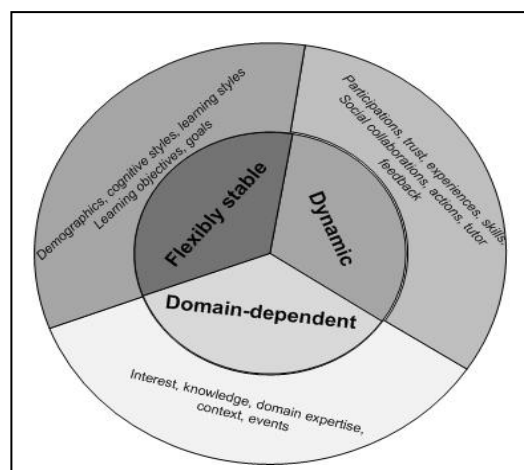 Demographics, cognitive styles, learning styles
Learning objectives, goals
Flexibly stable
Participations, trust, experiences, skills,
Social collaborations, actions, tutor
feedback
Dynamic
Domain-dependent
Interest, knowledge, domain expertise,
context, events